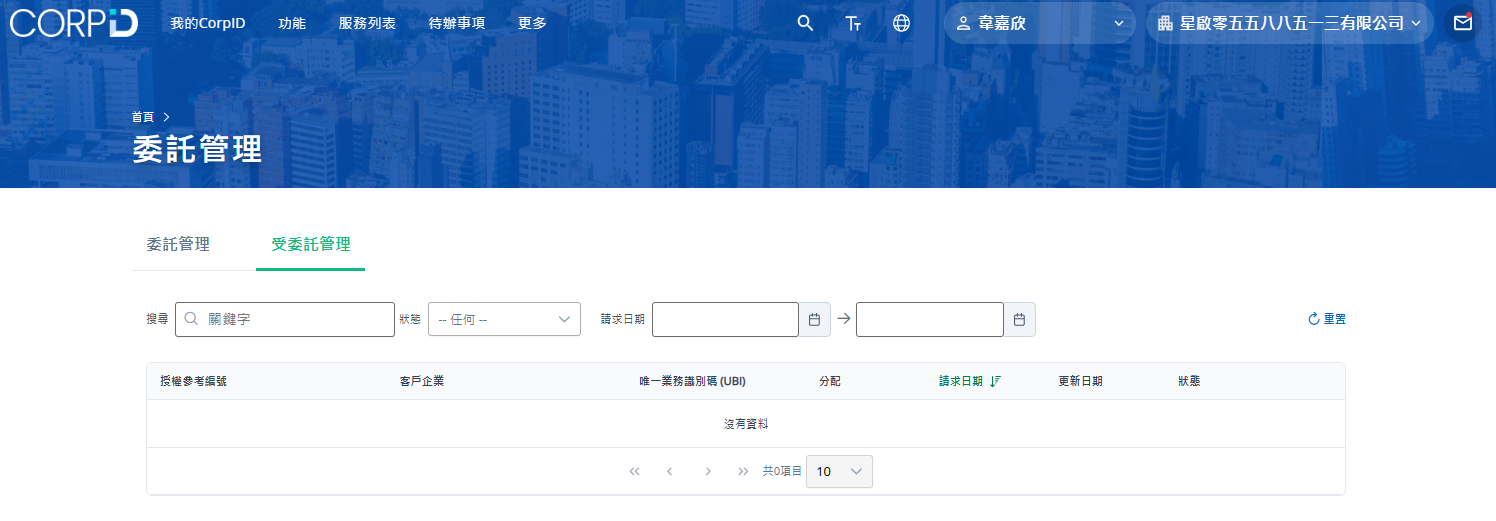 CORPID 我的CorpID 功能 服務列表 待辦事項 更多 韋嘉欣 星啟零五五八八五一三有限公司
首頁
委託管理
委託管理 受委託管理
搜尋 關鍵字 狀態 -- 任何 -- 請求日期 重置
授權參考編號 客戶企業 唯一業務識別碼 (UBI) 分配 請求日期 更新日期 狀態
沒有資料
共0項目 10